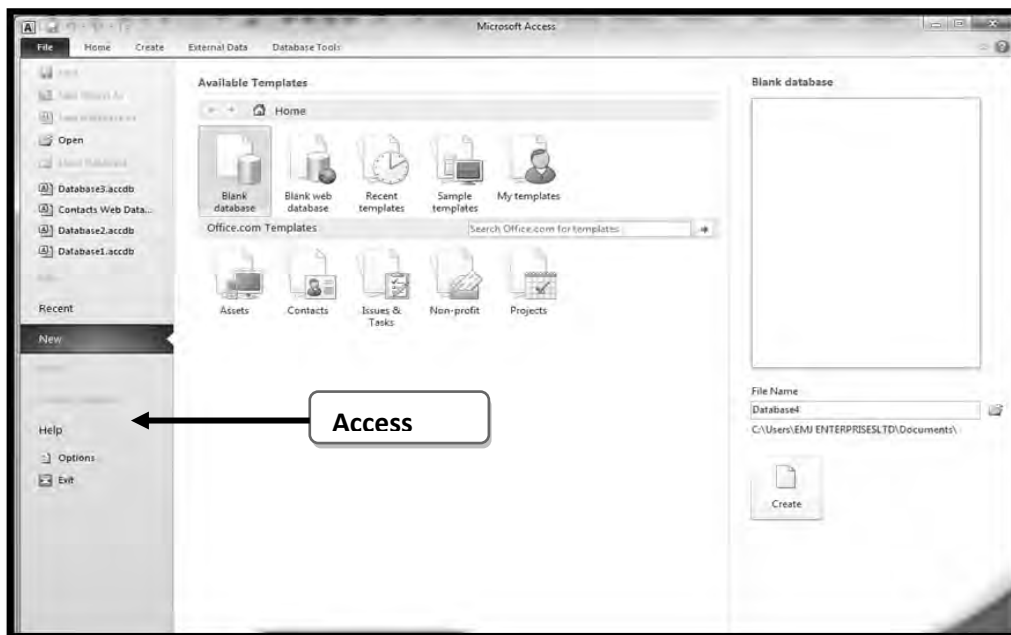 Microsoft Access
File Home Create External Data Database Tools
Open
Database3.accdb
Contacts Web Data...
Database2.accdb
Database1.accdb
Recent
New
Help
Options
Exit
Available Templates
Home
Blank database
Blank web database
Recent templates
Sample templates
My templates
Office.com Templates
Search Office.com for templates
Assets
Contacts
Issues & Tasks
Non-profit
Projects
Access
Blank database
File Name
Database4
C:\Users\EMJ ENTERPRISESLTD\Documents\
Create